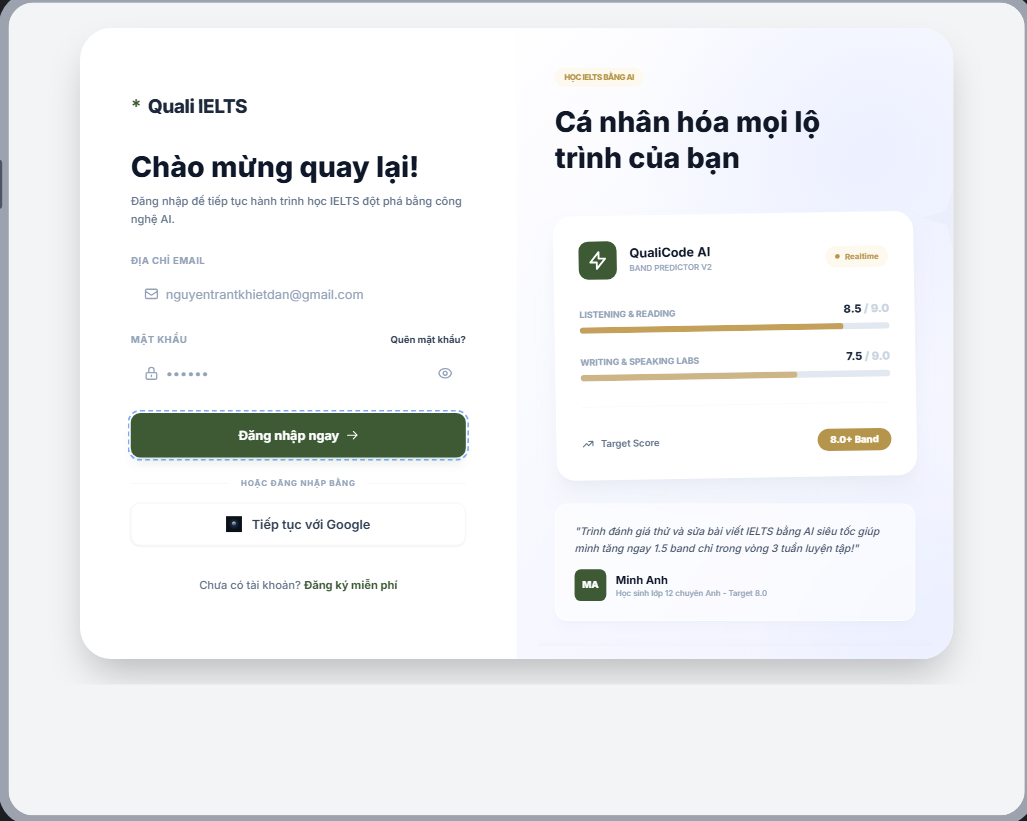 * Quali IELTS
Chào mừng quay lại!
Đăng nhập để tiếp tục hành trình học IELTS đột phá bằng công
nghệ AI.
ĐỊA CHỈ EMAIL
nguyentrantkhietdan@gmail.com
MẬT KHẨU
Quên mật khẩu?
Đăng nhập ngay →
HOẶC ĐĂNG NHẬP BẰNG
Tiếp tục với Google
Chưa có tài khoản? Đăng ký miễn phí
HỌC IELTS BẰNG AI
Cá nhân hóa mọi lộ
trình của bạn
QualiCode AI
BAND PREDICTOR V2
Realtime
LISTENING & READING
8.5 / 9.0
WRITING & SPEAKING LABS
7.5 / 9.0
Target Score
8.0+ Band
"Trình đánh giá thử và sửa bài viết IELTS bằng AI siêu tốc giúp
mình tăng ngay 1.5 band chỉ trong vòng 3 tuần luyện tập!"
MA
Minh Anh
Học sinh lớp 12 chuyên Anh - Target 8.0